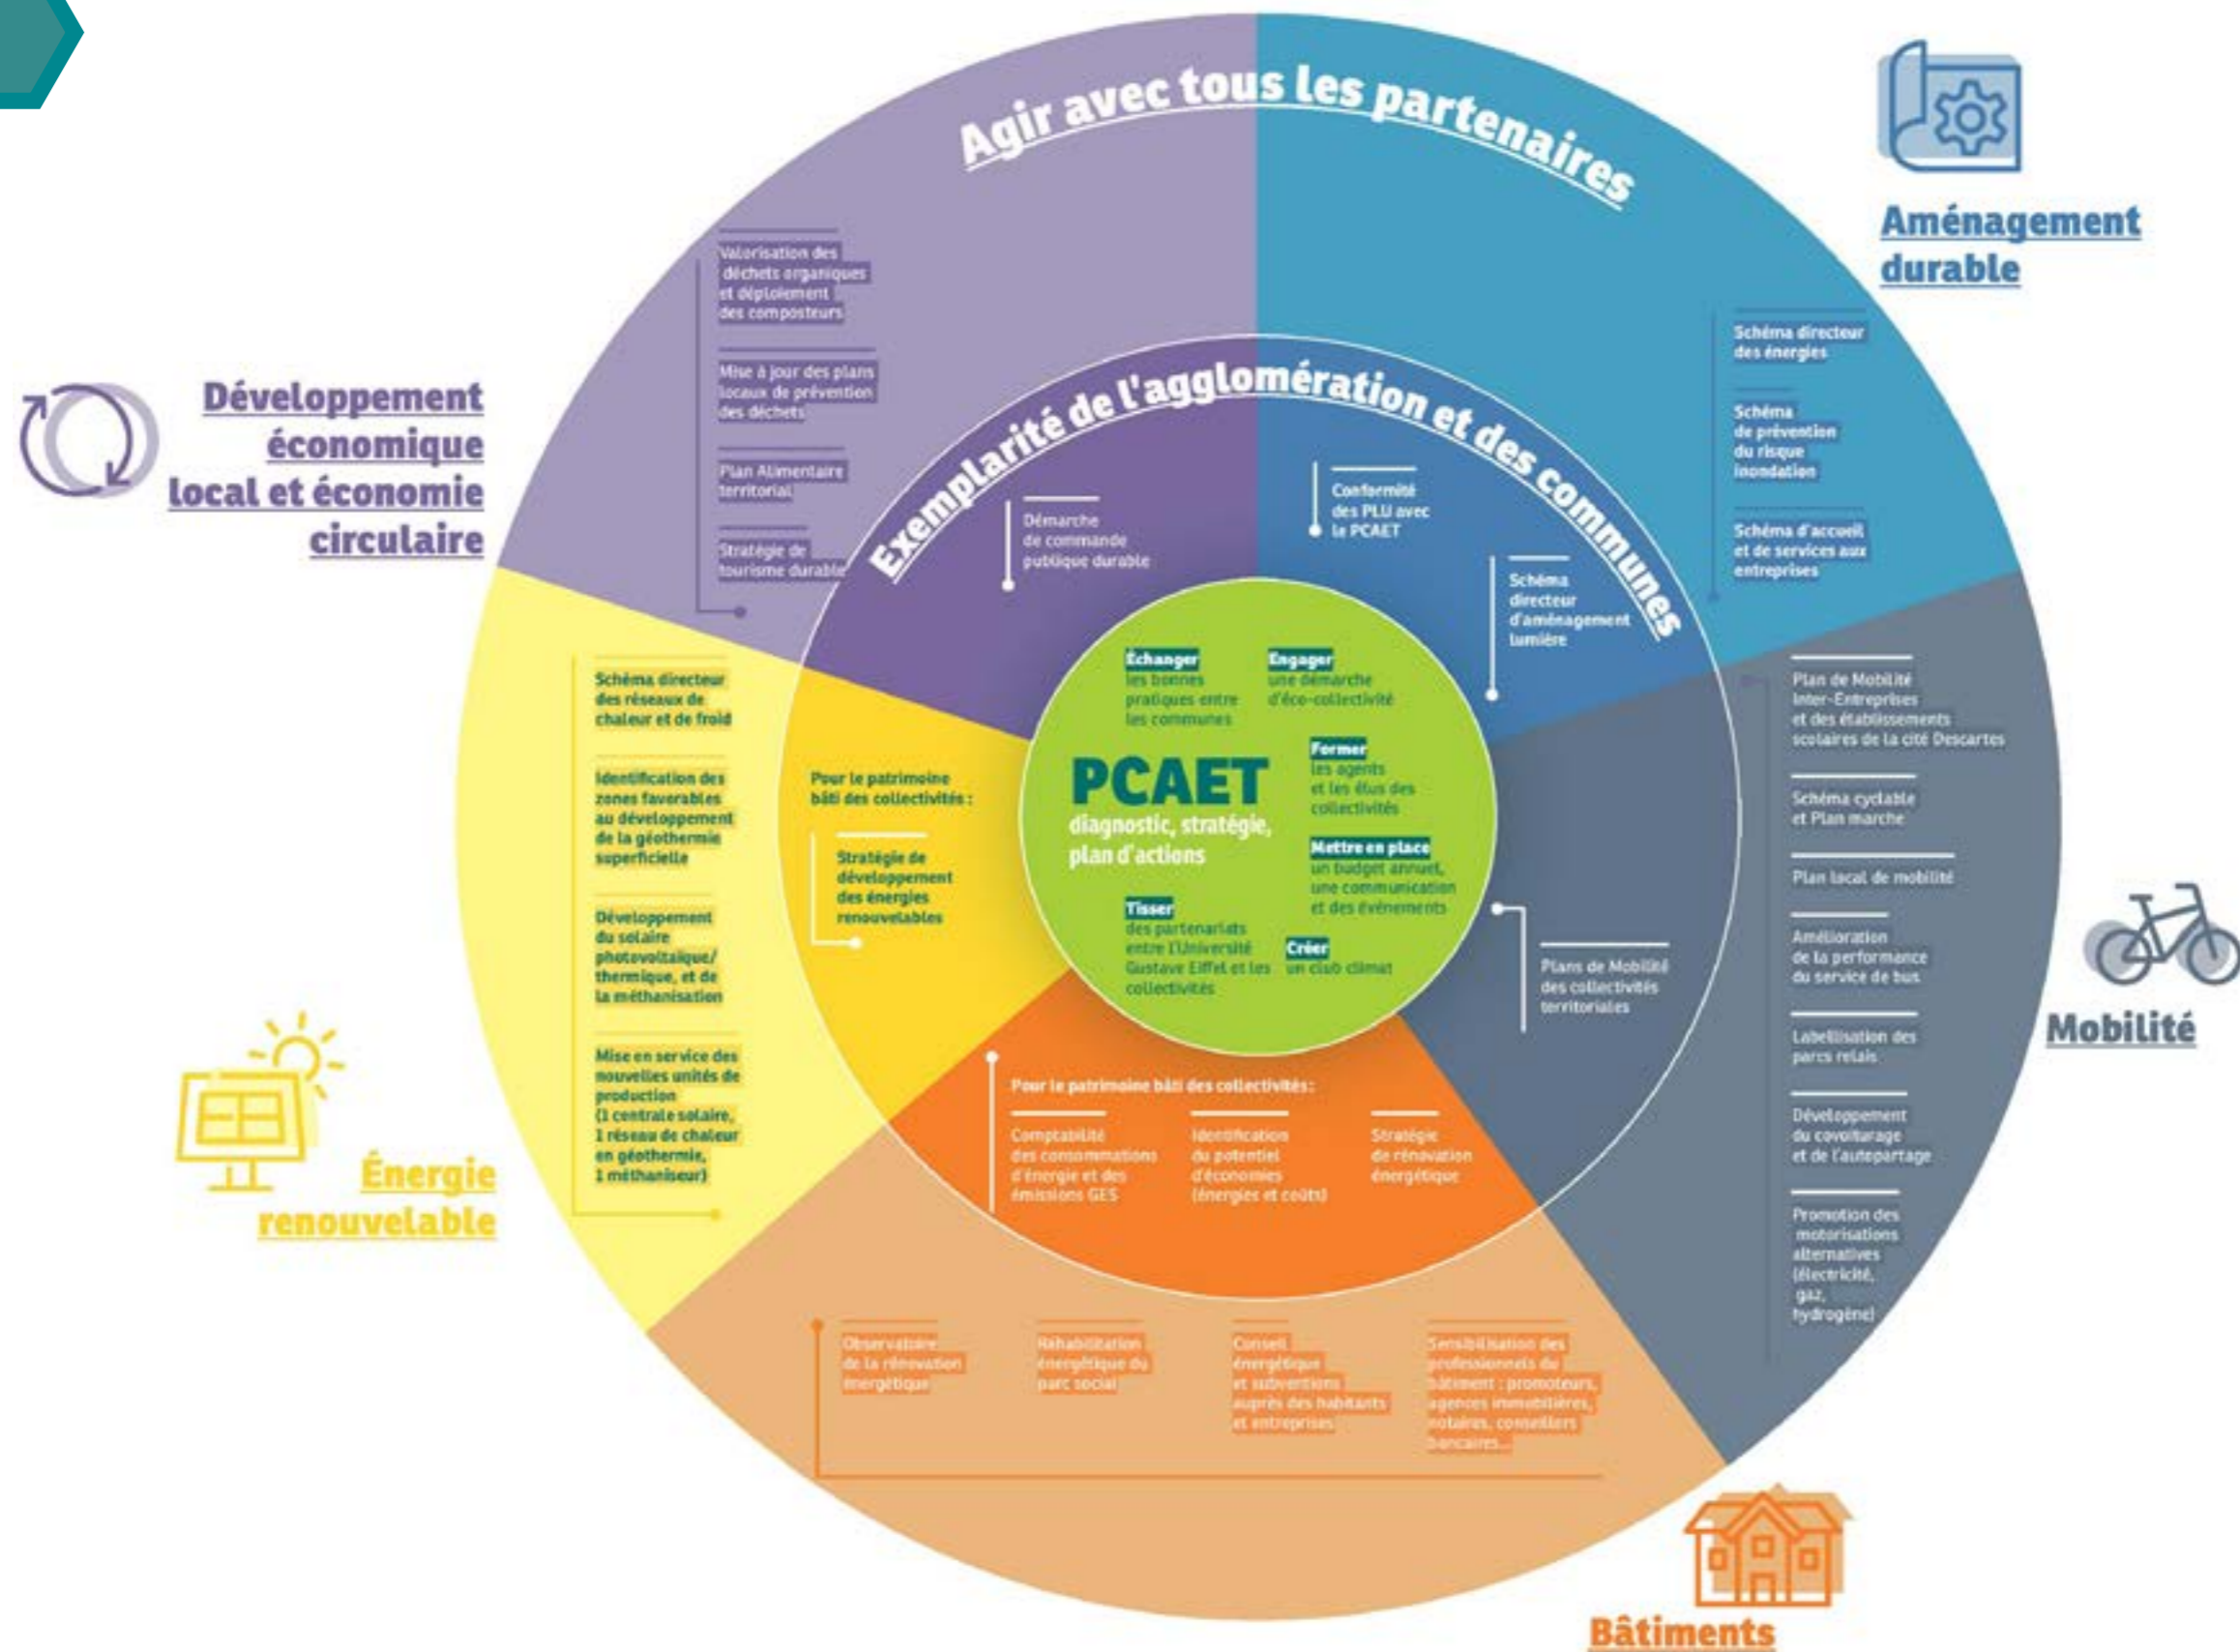 Agir avec tous les partenaires
Exemplarité de l'agglomération et des communes
Aménagement
durable
Schéma directeur
des énergies
Schéma
de prévention
du risque
inondation
Schéma d'accueil
et de services aux
entreprises
Conformité
des PLU avec
le PCAET
Schéma
directeur
d'aménagement
lumière
Mobilité
Plan de Mobilité
Inter-Entreprises
et des établissements
scolaires de la cité Descartes
Schéma cyclable
et Plan marche
Plan local de mobilité
Amélioration
de la performance
du service de bus
Labellisation des
parcs relais
Développement
du covoiturage
et de l'autopartage
Promotion des
motorisations
alternatives
(électricité,
gaz,
hydrogène)
Plans de Mobilité
des collectivités
territoriales
Bâtiments
Pour le patrimoine bâti des collectivités :
Comptabilité
des consommations
d'énergie et des
émissions GES
Identification
du potentiel
d'économies
(énergies et coûts)
Stratégie
de rénovation
énergétique
Observatoire
de la rénovation
énergétique
Réhabilitation
énergétique du
parc social
Conseil
énergétique
et subventions
auprès des habitants
et entreprises
Sensibilisation des
professionnels du
bâtiment : promoteurs,
agences immobilières,
notaires, conseillers
bancaires...
Énergie
renouvelable
Schéma directeur
des réseaux de
chaleur et de froid
Identification des
zones favorables
au développement
de la géothermie
superficielle
Développement
du solaire
photovoltaïque/
thermique, et de
la méthanisation
Mise en service des
nouvelles unités de
production
(1 centrale solaire,
1 réseau de chaleur
en géothermie,
1 méthaniseur)
Pour le patrimoine
bâti des collectivités :
Stratégie de
développement
des énergies
renouvelables
Développement
économique
local et économie
circulaire
Valorisation des
déchets organiques
et déploiement
des composteurs
Mise à jour des plans
locaux de prévention
des déchets
Plan Alimentaire
territorial
Stratégie de
tourisme durable
Démarche
de commande
publique durable
PCAET
diagnostic, stratégie,
plan d'actions
Échanger
les bonnes
pratiques entre
les communes
Engager
une démarche
d'éco-collectivité
Former
les agents
et les élus des
collectivités
Mettre en place
un budget annuel,
une communication
et des événements
Tisser
des partenariats
entre l'Université
Gustave Eiffel et les
collectivités
Créer
un club climat